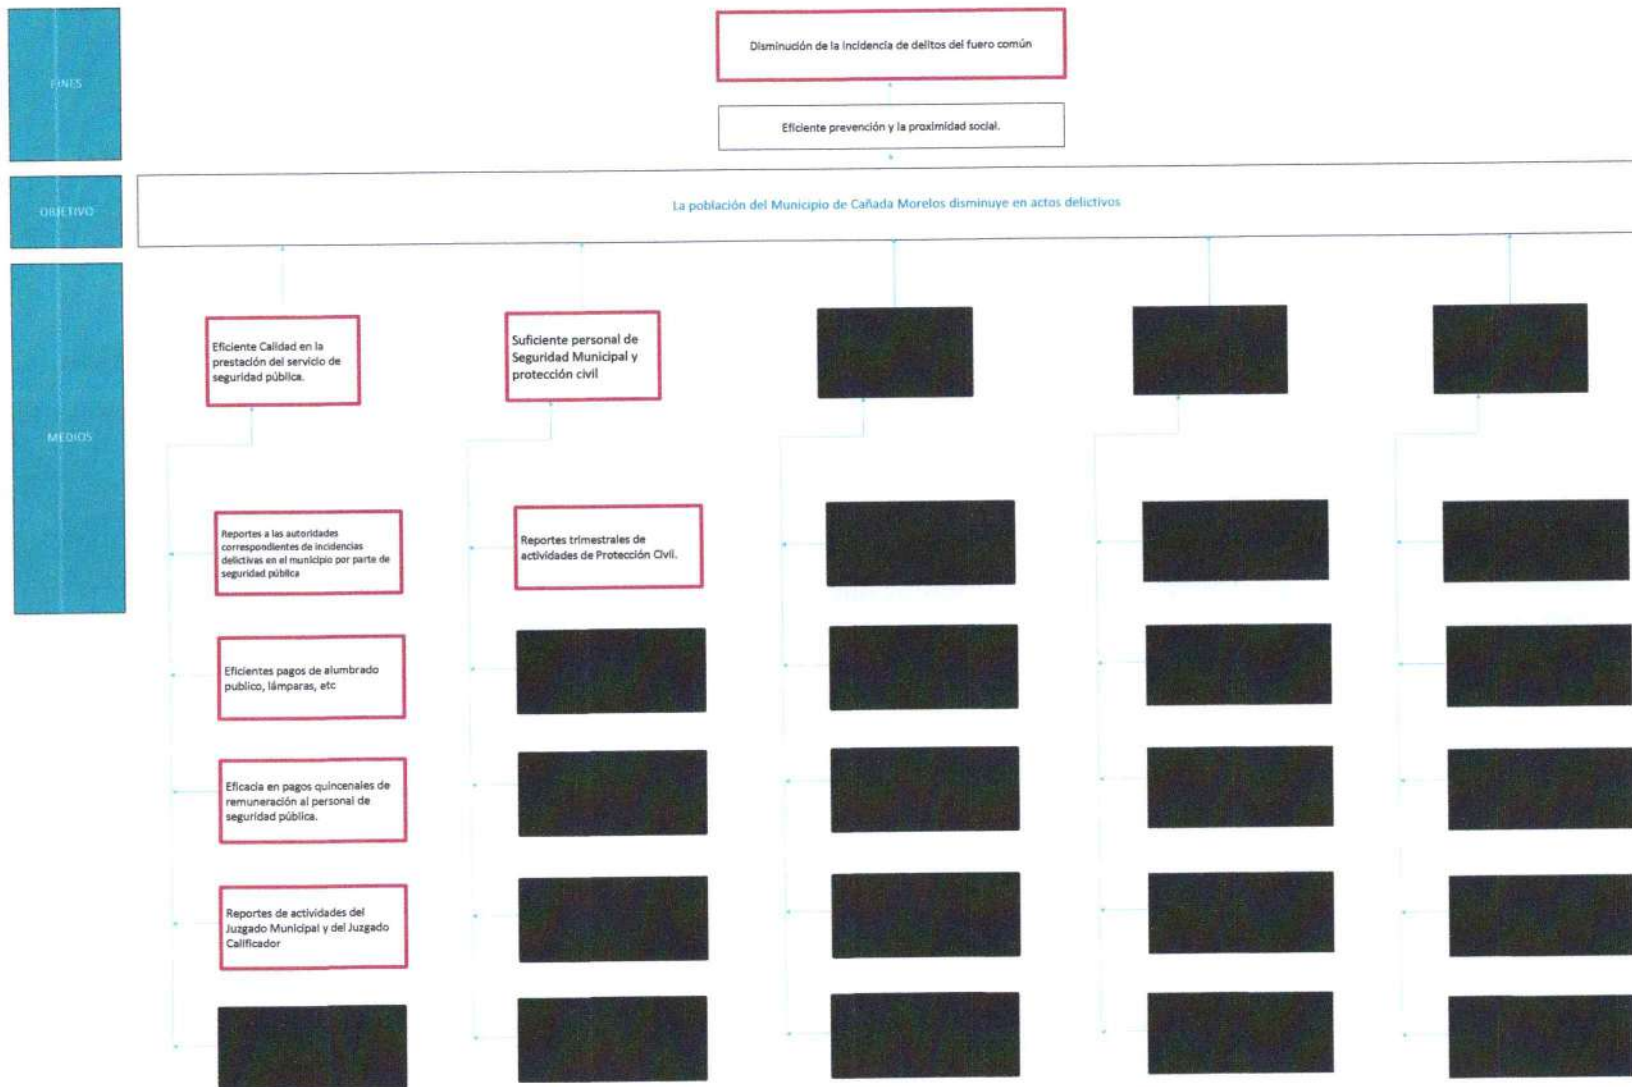 FINES
Disminución de la incidencia de delitos del fuero común
Eficiente prevención y la proximidad social.
OBJETIVO
La población del Municipio de Cañada Morelos disminuye en actos delictivos
MEDIOS
Eficiente Calidad en la
prestación del servicio de
seguridad pública.
Suficiente personal de
Seguridad Municipal y
protección civil
Reportes a las autoridades
correspondientes de incidencias
delictivas en el municipio por parte de
seguridad pública
Reportes trimestrales de
actividades de Protección Civil.
Eficientes pagos de alumbrado
publico, lámparas, etc
Eficacia en pagos quincenales de
remuneración al personal de
seguridad pública.
Reportes de actividades del
Juzgado Municipal y del Juzgado
Calificador